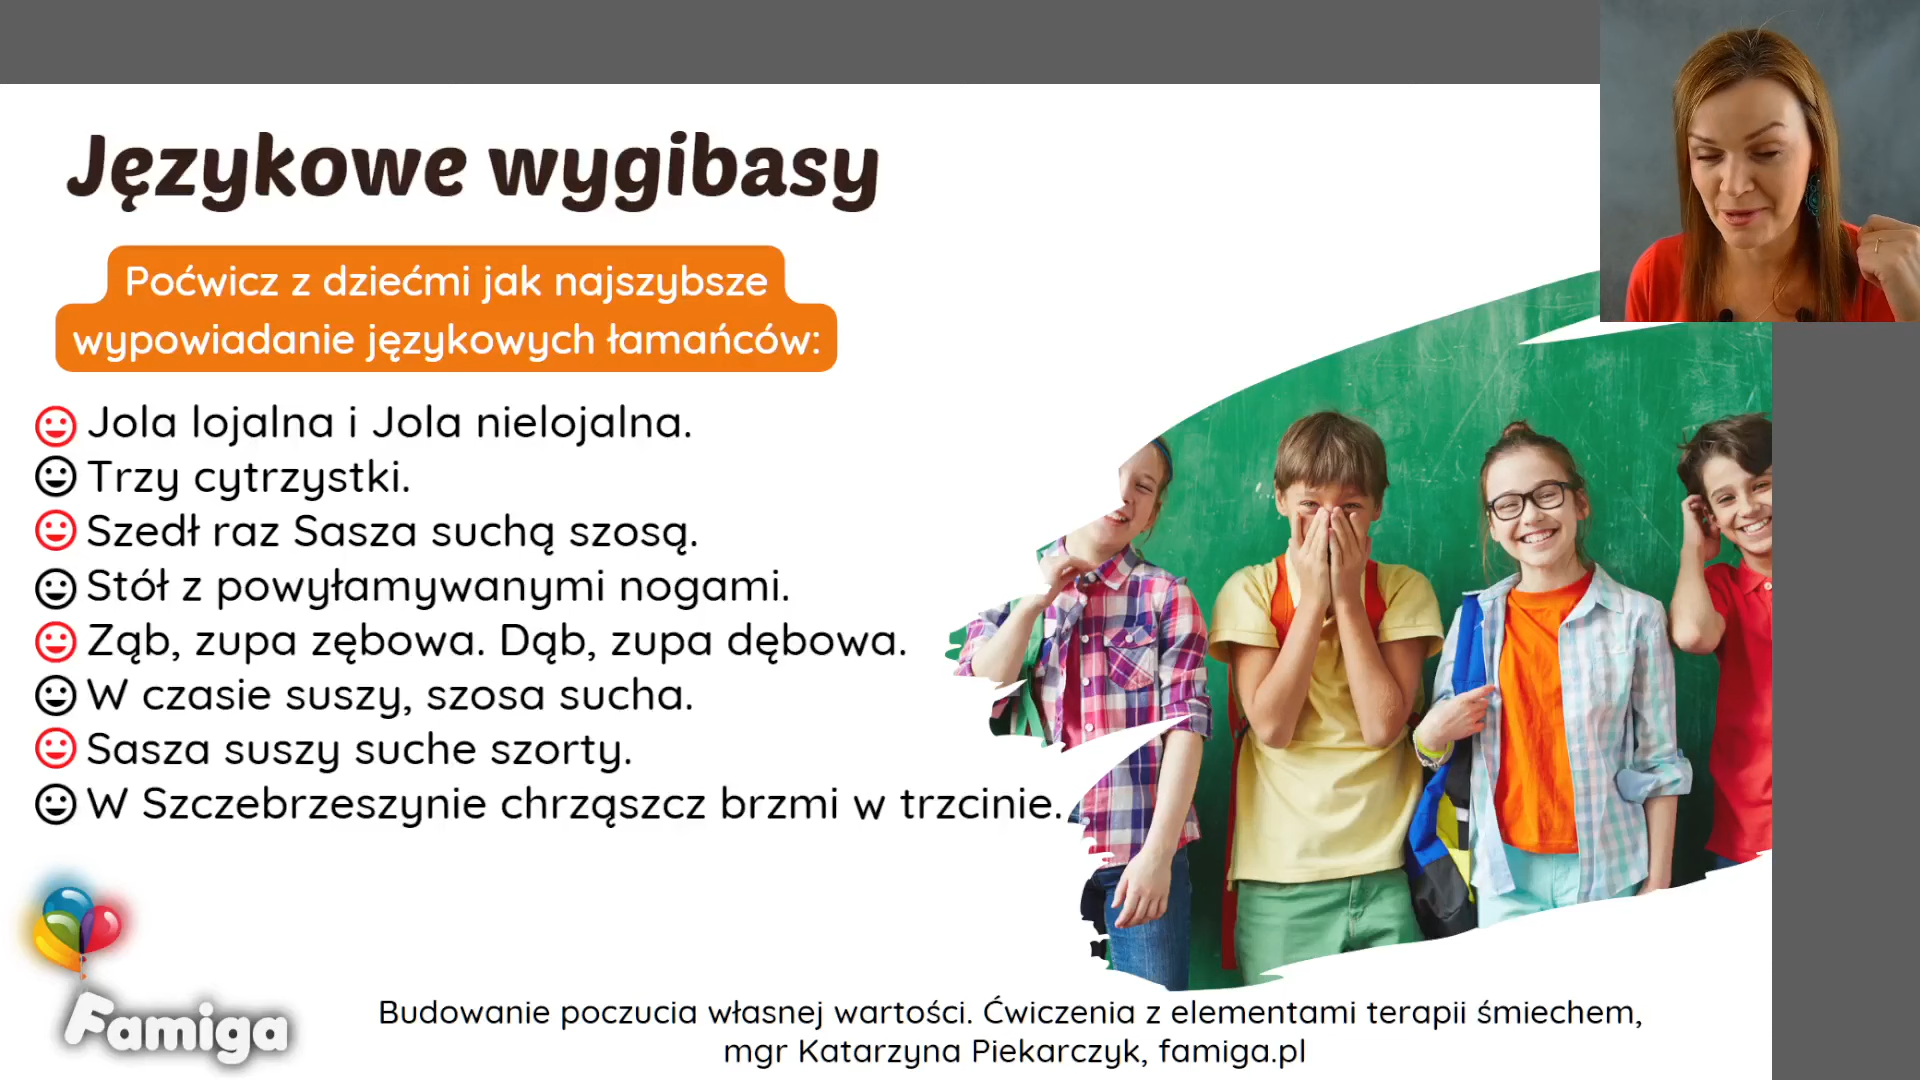 Językowe wygibasy
Poćwicz z dziećmi jak najszybsze
wypowiadanie językowych łamańców:
Jola lojalna i Jola nielojalna.
Trzy cytrzystki.
Szedł raz Sasza suchą szosą.
Stół z powyłamywanymi nogami.
Ząb, zupa zębowa. Dąb, zupa dębowa.
W czasie suszy, szosa sucha.
Sasza suszy suche szorty.
W Szczebrzeszynie chrząszcz brzmi w trzcinie.
Famiga
Budowanie poczucia własnej wartości. Ćwiczenia z elementami terapii śmiechem,
mgr Katarzyna Piekarczyk, famiga.pl